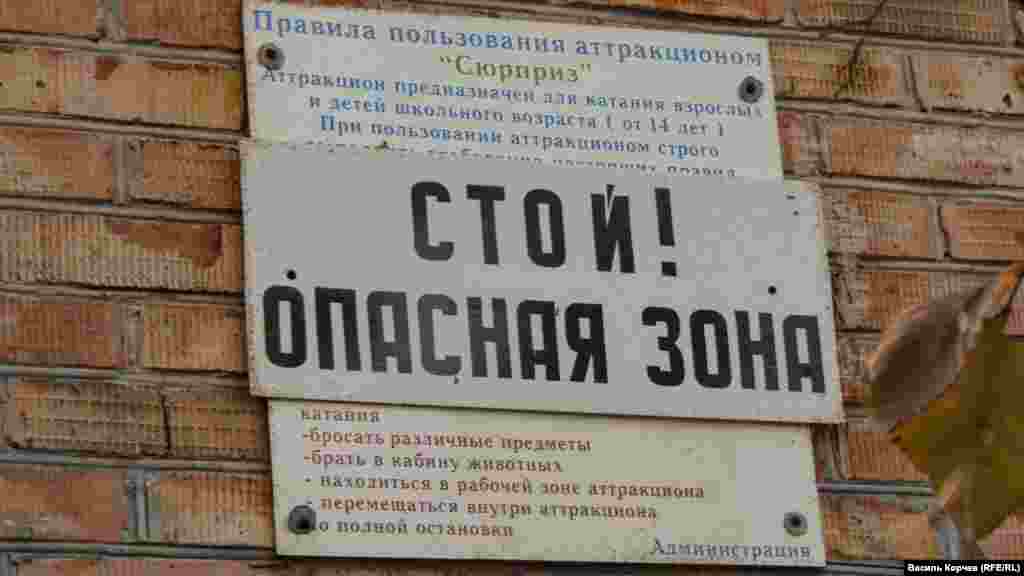 Правила пользования аттракционом
"Сюрприз"
Аттракцион предназначен для катания взрослых
и детей школьного возраста ( от 14 лет )
При пользовании аттракционом строго
настоящих правил
СТОЙ!
ОПАСНАЯ ЗОНА
катания
-бросать различные предметы
-брать в кабину животных
- находиться в рабочей зоне аттракциона
- перемещаться внутри аттракциона
до полной остановки
Администрация
Василь Корчев (RFE/RL)